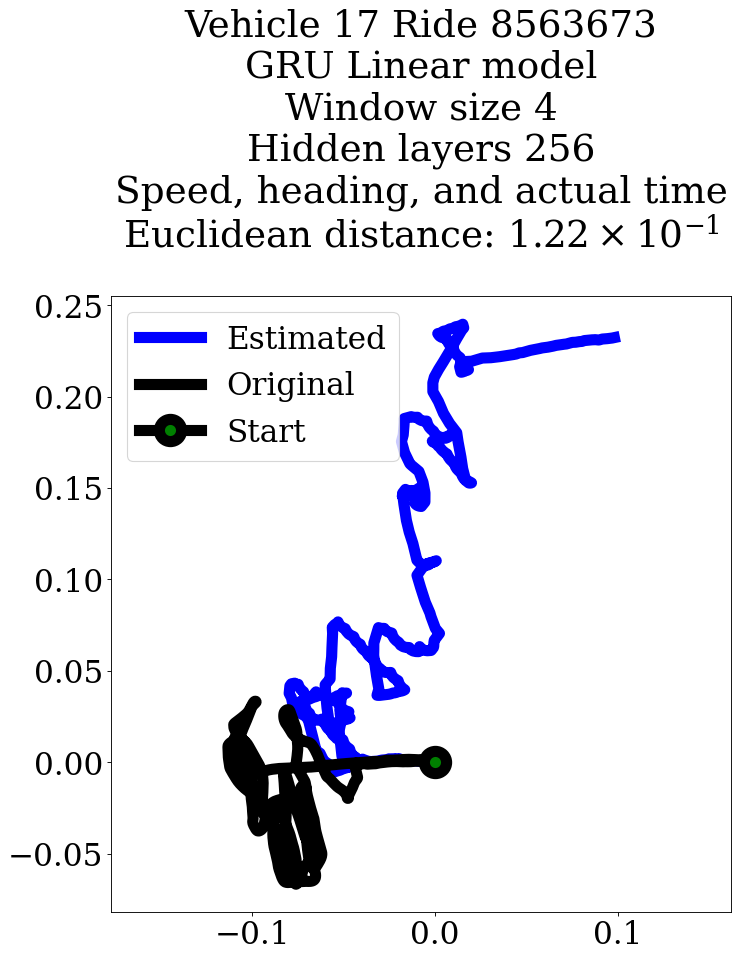 Vehicle 17 Ride 8563673
GRU Linear model
Window size 4
Hidden layers 256
Speed, heading, and actual time
Euclidean distance: 1.22 × 10⁻¹
0.25
Estimated
Original
0.20
Start
0.15
0.10
0.05
0.00
−0.05
−0.1 0.0 0.1